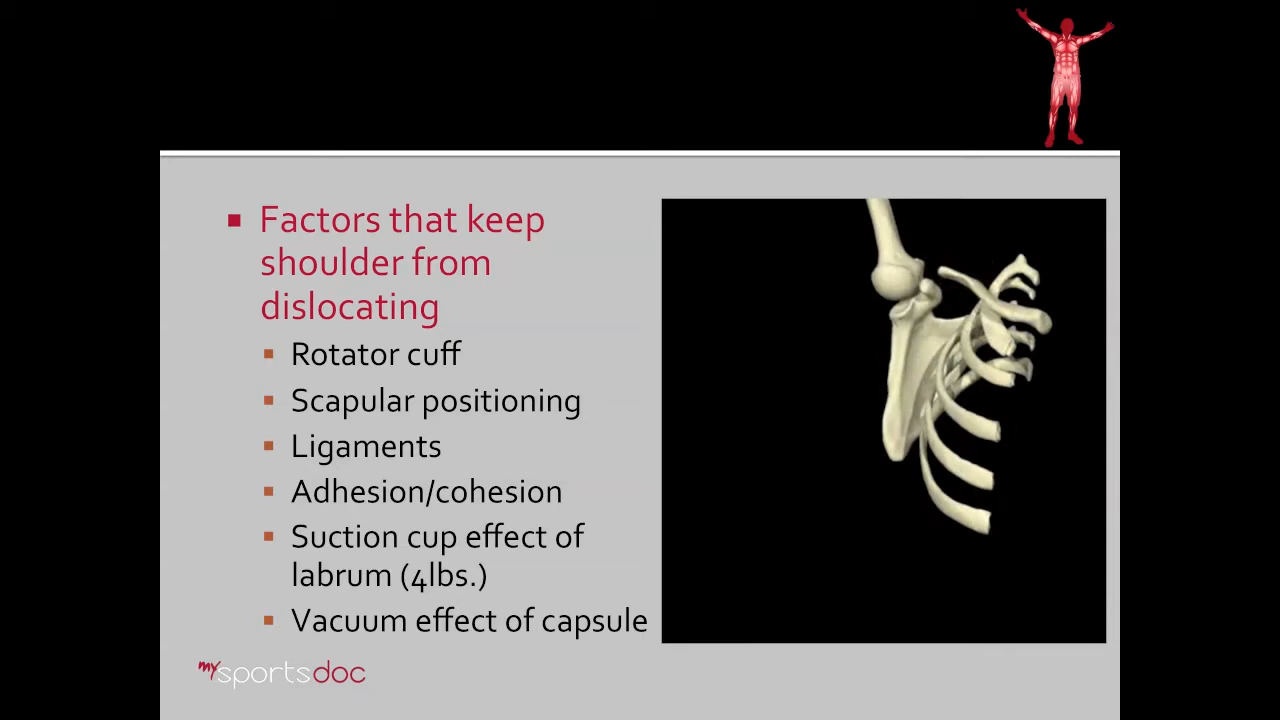 Factors that keep
shoulder from
dislocating
Rotator cuff
Scapular positioning
Ligaments
Adhesion/cohesion
Suction cup effect of
labrum (4lbs.)
Vacuum effect of capsule
mysportsdoc